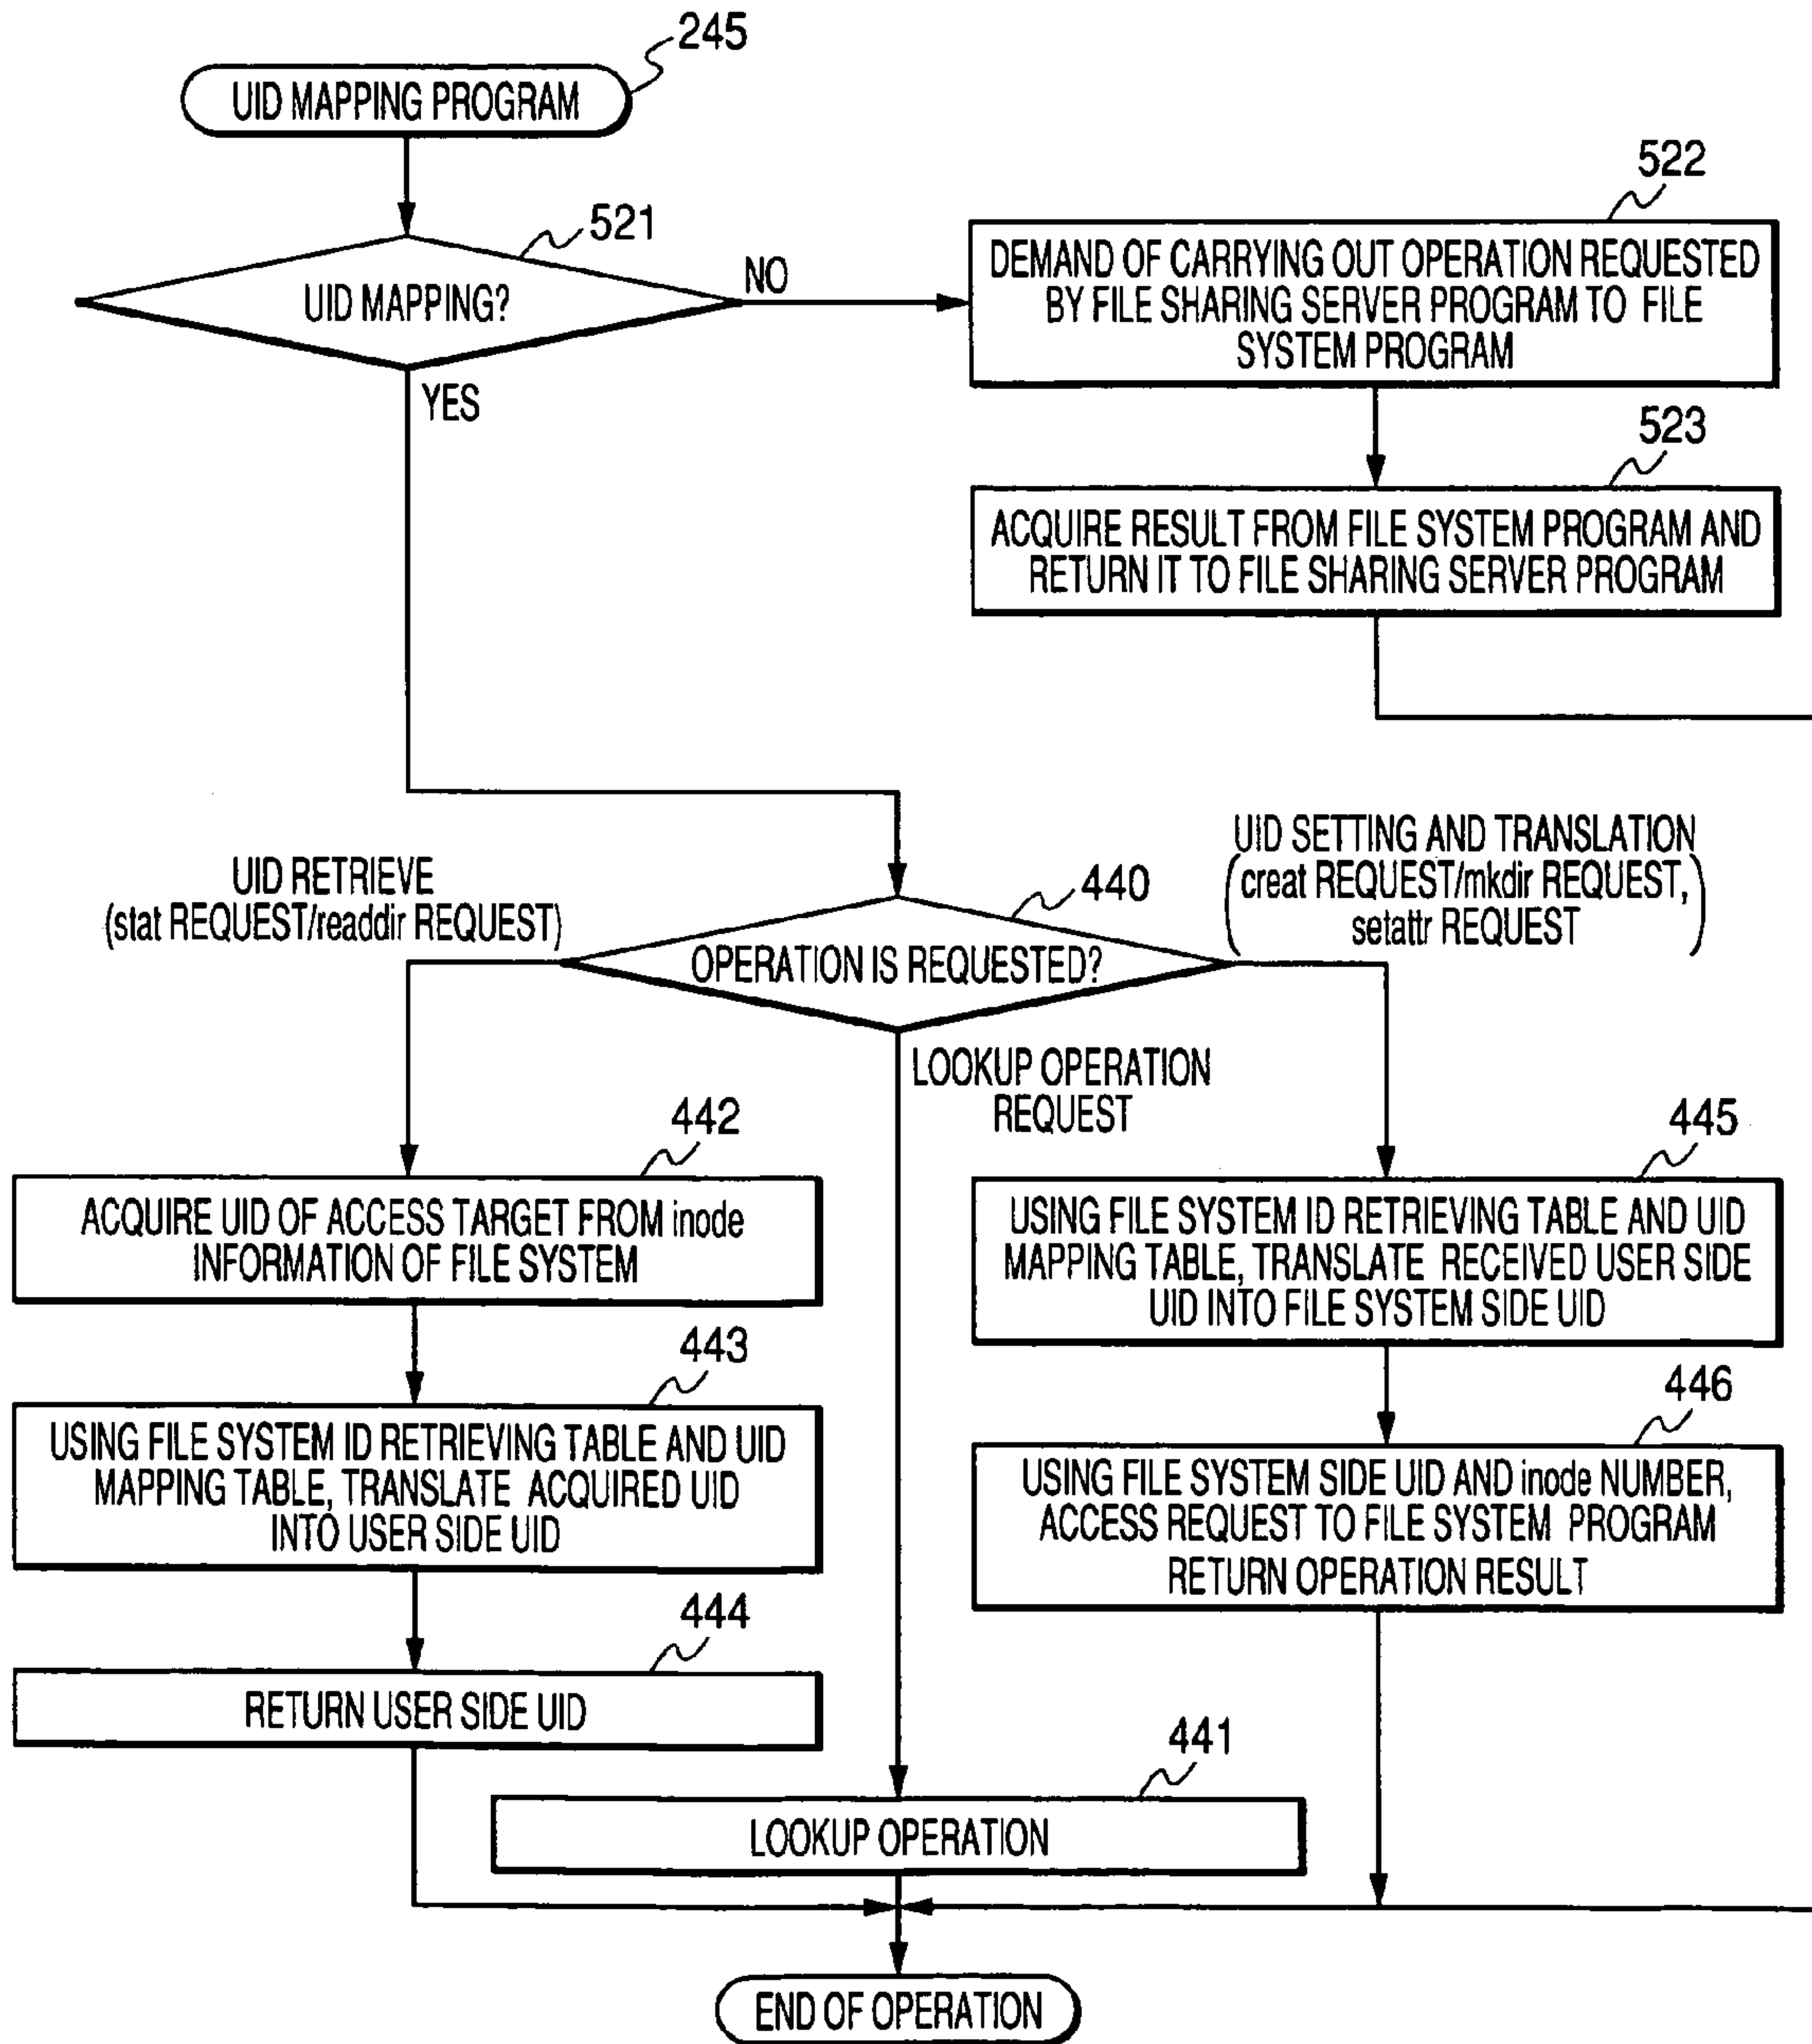 245
UID MAPPING PROGRAM
521
UID MAPPING?
NO
YES
522
DEMAND OF CARRYING OUT OPERATION REQUESTED
BY FILE SHARING SERVER PROGRAM TO FILE
SYSTEM PROGRAM
523
ACQUIRE RESULT FROM FILE SYSTEM PROGRAM AND
RETURN IT TO FILE SHARING SERVER PROGRAM
UID RETRIEVE
(stat REQUEST/readdir REQUEST)
440
OPERATION IS REQUESTED?
UID SETTING AND TRANSLATION
(creat REQUEST/mkdir REQUEST,
setattr REQUEST)
LOOKUP OPERATION
REQUEST
442
ACQUIRE UID OF ACCESS TARGET FROM inode
INFORMATION OF FILE SYSTEM
443
USING FILE SYSTEM ID RETRIEVING TABLE AND UID
MAPPING TABLE, TRANSLATE ACQUIRED UID
INTO USER SIDE UID
444
RETURN USER SIDE UID
445
USING FILE SYSTEM ID RETRIEVING TABLE AND UID
MAPPING TABLE, TRANSLATE RECEIVED USER SIDE
UID INTO FILE SYSTEM SIDE UID
446
USING FILE SYSTEM SIDE UID AND inode NUMBER,
ACCESS REQUEST TO FILE SYSTEM PROGRAM
RETURN OPERATION RESULT
441
LOOKUP OPERATION
END OF OPERATION